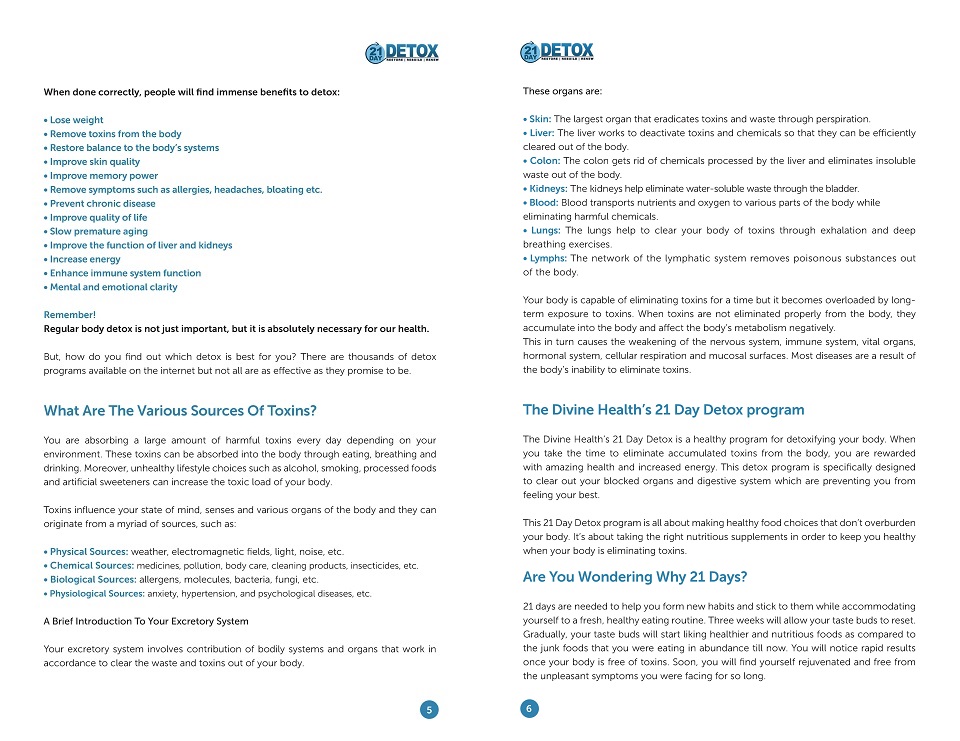 21 DAY DETOX
RESTORE | REBUILD | RENEW
When done correctly, people will find immense benefits to detox:
• Lose weight
• Remove toxins from the body
• Restore balance to the body's systems
• Improve skin quality
• Improve memory power
• Remove symptoms such as allergies, headaches, bloating etc.
• Prevent chronic disease
• Improve quality of life
• Slow premature aging
• Improve the function of liver and kidneys
• Increase energy
• Enhance immune system function
• Mental and emotional clarity
Remember!
Regular body detox is not just important, but it is absolutely necessary for our health.
But, how do you find out which detox is best for you? There are thousands of detox
programs available on the internet but not all are as effective as they promise to be.
What Are The Various Sources Of Toxins?
You are absorbing a large amount of harmful toxins every day depending on your
environment. These toxins can be absorbed into the body through eating, breathing and
drinking. Moreover, unhealthy lifestyle choices such as alcohol, smoking, processed foods
and artificial sweeteners can increase the toxic load of your body.
Toxins influence your state of mind, senses and various organs of the body and they can
originate from a myriad of sources, such as:
• Physical Sources: weather, electromagnetic fields, light, noise, etc.
• Chemical Sources: medicines, pollution, body care, cleaning products, insecticides, etc.
• Biological Sources: allergens, molecules, bacteria, fungi, etc.
• Physiological Sources: anxiety, hypertension, and psychological diseases, etc.
A Brief Introduction To Your Excretory System
Your excretory system involves contribution of bodily systems and organs that work in
accordance to clear the waste and toxins out of your body.
5
21 DAY DETOX
RESTORE | REBUILD | RENEW
These organs are:
• Skin: The largest organ that eradicates toxins and waste through perspiration.
• Liver: The liver works to deactivate toxins and chemicals so that they can be efficiently
cleared out of the body.
• Colon: The colon gets rid of chemicals processed by the liver and eliminates insoluble
waste out of the body.
• Kidneys: The kidneys help eliminate water-soluble waste through the bladder.
• Blood: Blood transports nutrients and oxygen to various parts of the body while
eliminating harmful chemicals.
• Lungs: The lungs help to clear your body of toxins through exhalation and deep
breathing exercises.
• Lymphs: The network of the lymphatic system removes poisonous substances out
of the body.
Your body is capable of eliminating toxins for a time but it becomes overloaded by long-
term exposure to toxins. When toxins are not eliminated properly from the body, they
accumulate into the body and affect the body's metabolism negatively.
This in turn causes the weakening of the nervous system, immune system, vital organs,
hormonal system, cellular respiration and mucosal surfaces. Most diseases are a result of
the body's inability to eliminate toxins.
The Divine Health's 21 Day Detox program
The Divine Health's 21 Day Detox is a healthy program for detoxifying your body. When
you take the time to eliminate accumulated toxins from the body, you are rewarded
with amazing health and increased energy. This detox program is specifically designed
to clear out your blocked organs and digestive system which are preventing you from
feeling your best.
This 21 Day Detox program is all about making healthy food choices that don't overburden
your body. It's about taking the right nutritious supplements in order to keep you healthy
when your body is eliminating toxins.
Are You Wondering Why 21 Days?
21 days are needed to help you form new habits and stick to them while accommodating
yourself to a fresh, healthy eating routine. Three weeks will allow your taste buds to reset.
Gradually, your taste buds will start liking healthier and nutritious foods as compared to
the junk foods that you were eating in abundance till now. You will notice rapid results
once your body is free of toxins. Soon, you will find yourself rejuvenated and free from
the unpleasant symptoms you were facing for so long.
6